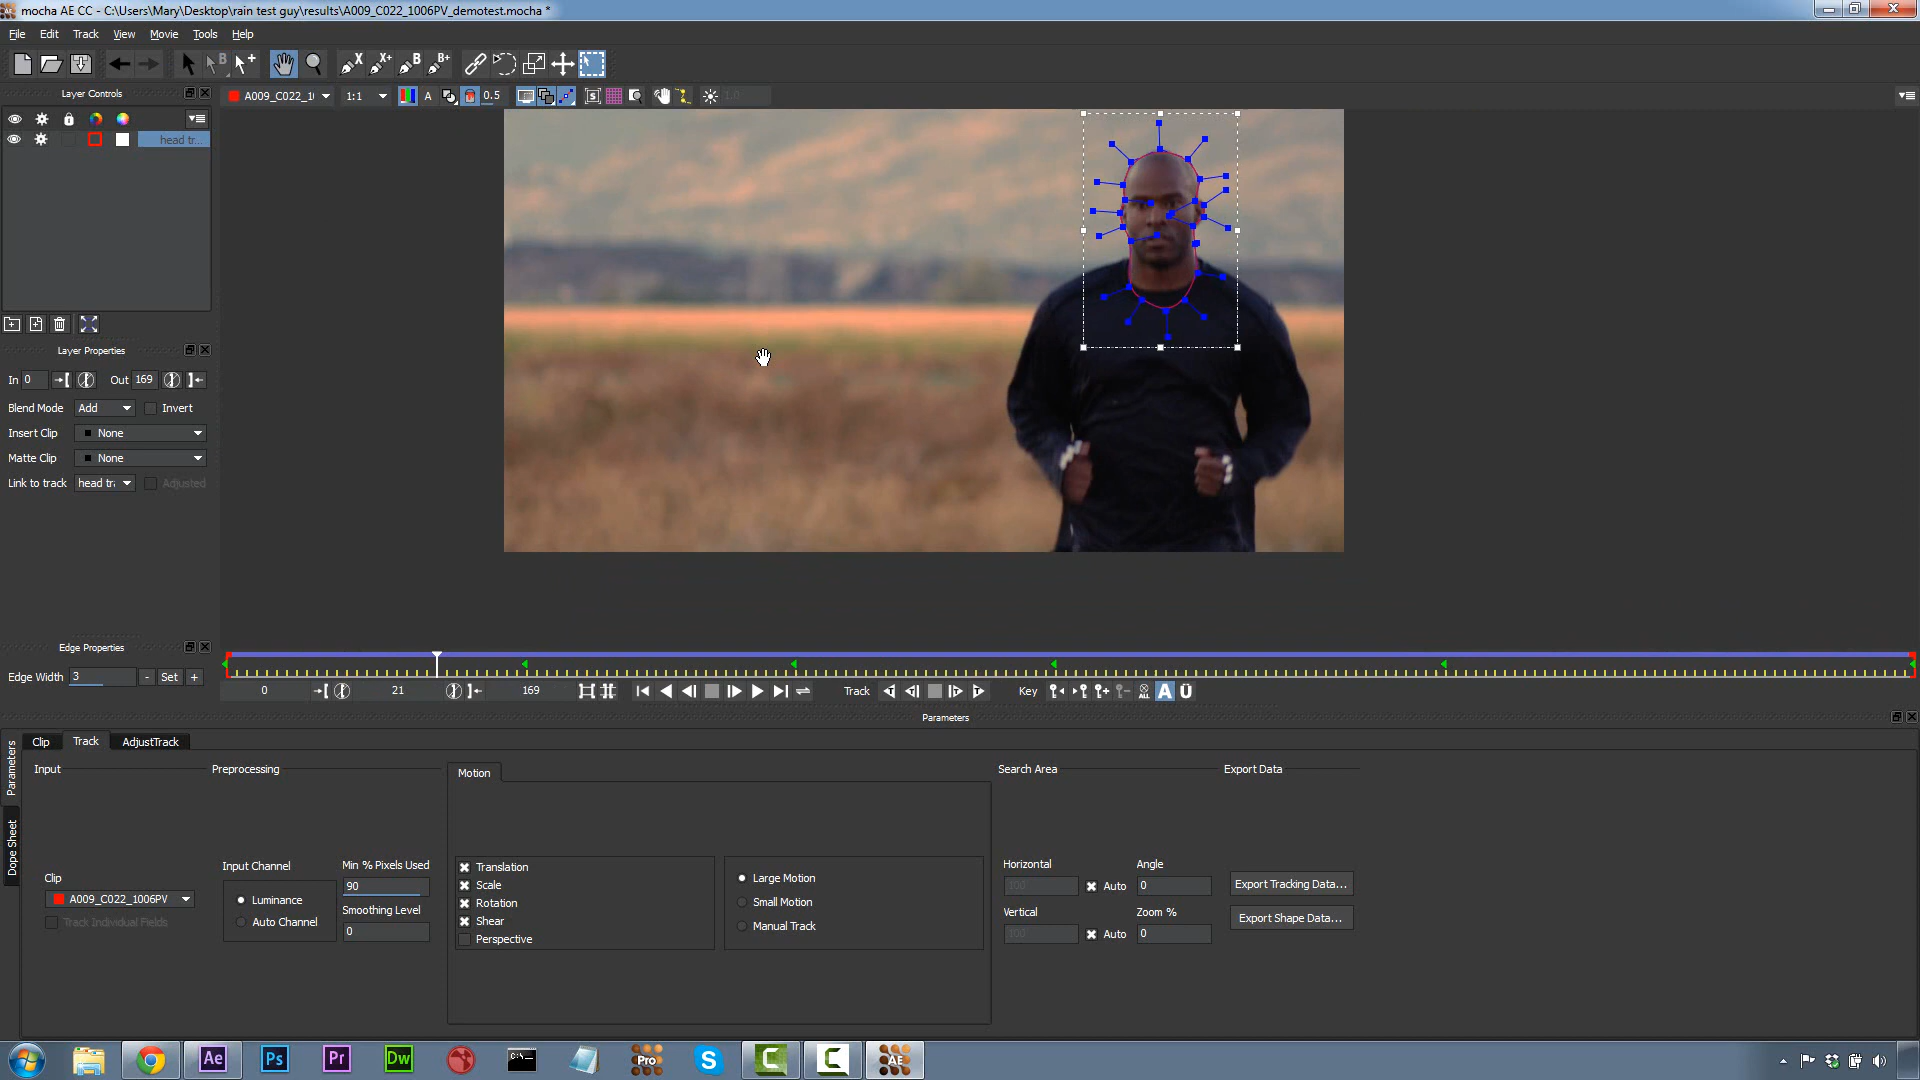 mocha AE CC - C:\Users\Mary\Desktop\rain test guy\results\A009_C022_1006PV_demotest.mocha *
File Edit Track View Movie Tools Help
Layer Controls
A009_C022_1( 1:1 A 0.5 1.0
head tr...
Layer Properties
In 0 Out 169
Blend Mode Add Invert
Insert Clip None
Matte Clip None
Link to track head tra Adjusted
Edge Properties
Edge Width 3 - Set +
0 21 169 Track Key A Ü
Parameters
Parameters
Dope Sheet
Clip Track AdjustTrack
Input Preprocessing Motion Search Area Export Data
Clip
A009_C022_1006PV
Track Individual Fields
Input Channel
Luminance
Auto Channel
Min % Pixels Used
90
Smoothing Level
0
Translation
Scale
Rotation
Shear
Perspective
Large Motion
Small Motion
Manual Track
Horizontal Angle
100 Auto 0
Vertical Zoom %
100 Auto 0
Export Tracking Data...
Export Shape Data...
Ae Ps Pr Dw C:\ Pro S C C AE